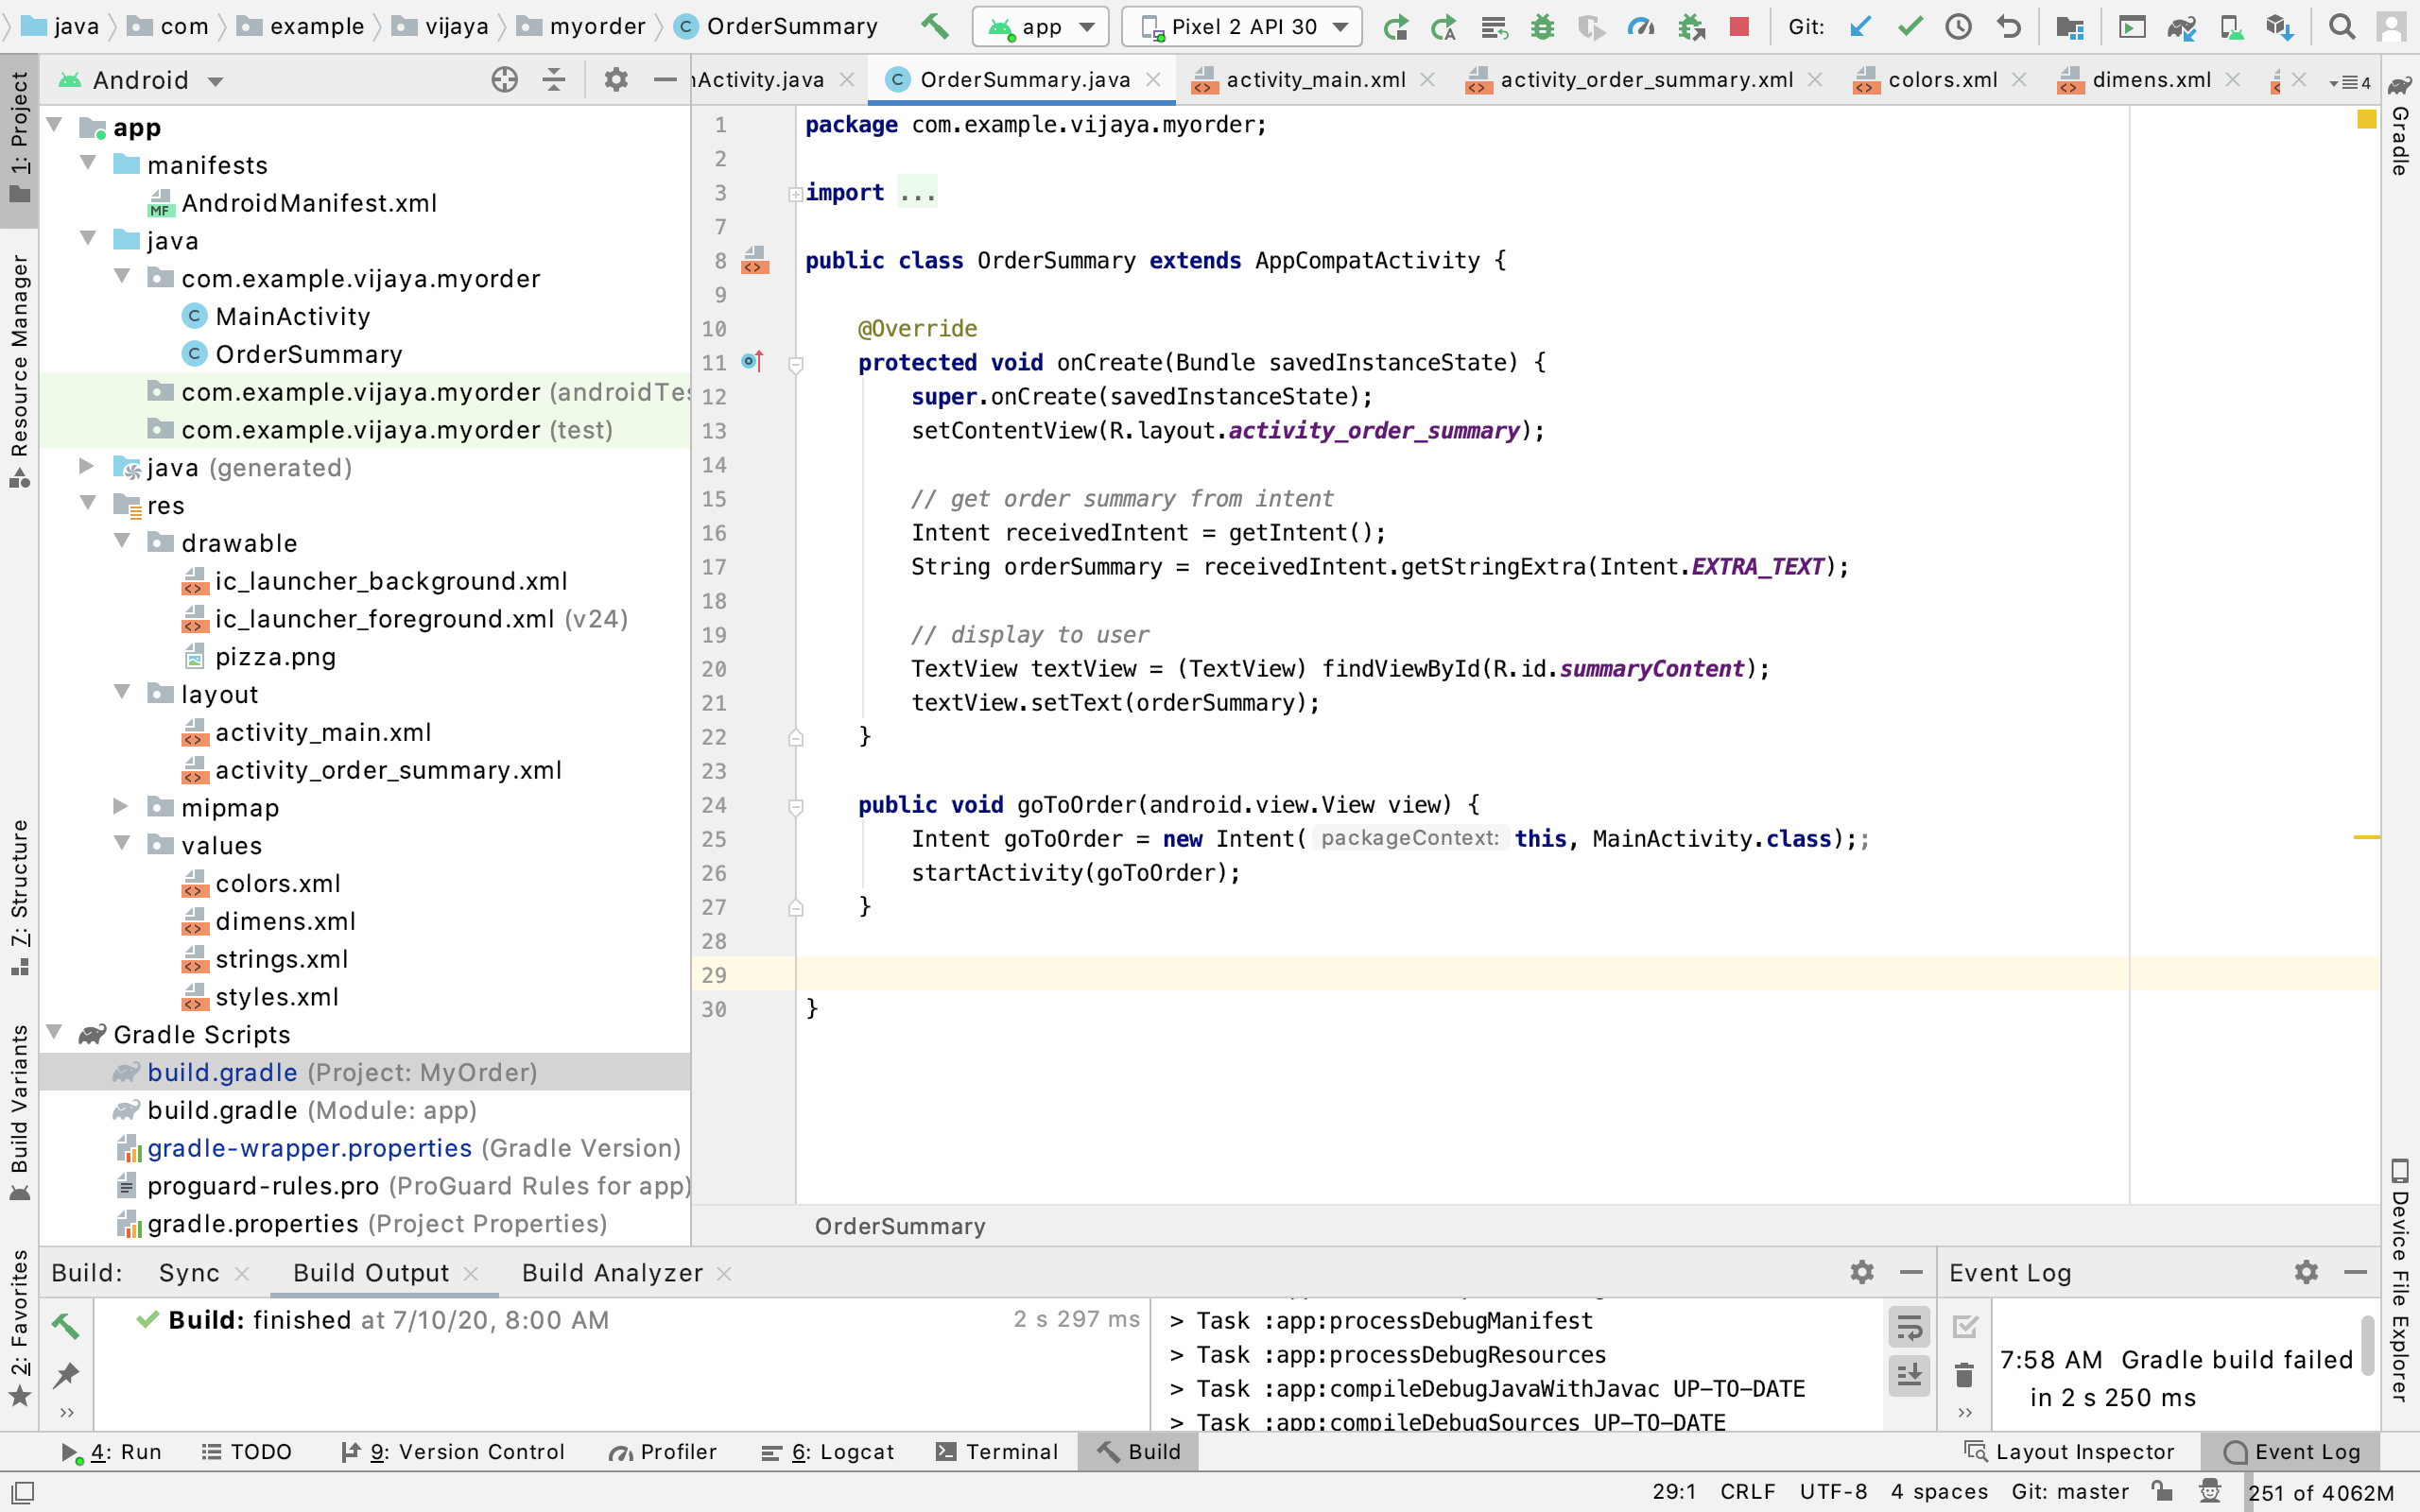 java com example vijaya myorder OrderSummary app Pixel 2 API 30 Git:
Android
nActivity.java OrderSummary.java activity_main.xml activity_order_summary.xml colors.xml dimens.xml 4
1: Project
Resource Manager
7: Structure
Build Variants
2: Favorites
app
manifests
AndroidManifest.xml
java
com.example.vijaya.myorder
MainActivity
OrderSummary
com.example.vijaya.myorder (androidTes
com.example.vijaya.myorder (test)
java (generated)
res
drawable
ic_launcher_background.xml
ic_launcher_foreground.xml (v24)
pizza.png
layout
activity_main.xml
activity_order_summary.xml
mipmap
values
colors.xml
dimens.xml
strings.xml
styles.xml
Gradle Scripts
build.gradle (Project: MyOrder)
build.gradle (Module: app)
gradle-wrapper.properties (Gradle Version)
proguard-rules.pro (ProGuard Rules for app)
gradle.properties (Project Properties)
1 package com.example.vijaya.myorder;
2
3 import ...
7
8 public class OrderSummary extends AppCompatActivity {
9
10 @Override
11 protected void onCreate(Bundle savedInstanceState) {
12 super.onCreate(savedInstanceState);
13 setContentView(R.layout.activity_order_summary);
14
15 // get order summary from intent
16 Intent receivedIntent = getIntent();
17 String orderSummary = receivedIntent.getStringExtra(Intent.EXTRA_TEXT);
18
19 // display to user
20 TextView textView = (TextView) findViewById(R.id.summaryContent);
21 textView.setText(orderSummary);
22 }
23
24 public void goToOrder(android.view.View view) {
25 Intent goToOrder = new Intent( packageContext: this, MainActivity.class);;
26 startActivity(goToOrder);
27 }
28
29
30 }
OrderSummary
Gradle
Device File Explorer
Build: Sync Build Output Build Analyzer
Build: finished at 7/10/20, 8:00 AM 2 s 297 ms
> Task :app:processDebugManifest
> Task :app:processDebugResources
> Task :app:compileDebugJavaWithJavac UP-TO-DATE
> Task :app:compileDebugSources UP-TO-DATE
Event Log
7:58 AM Gradle build failed
in 2 s 250 ms
4: Run TODO 9: Version Control Profiler 6: Logcat Terminal Build Layout Inspector Event Log
29:1 CRLF UTF-8 4 spaces Git: master 251 of 4062M